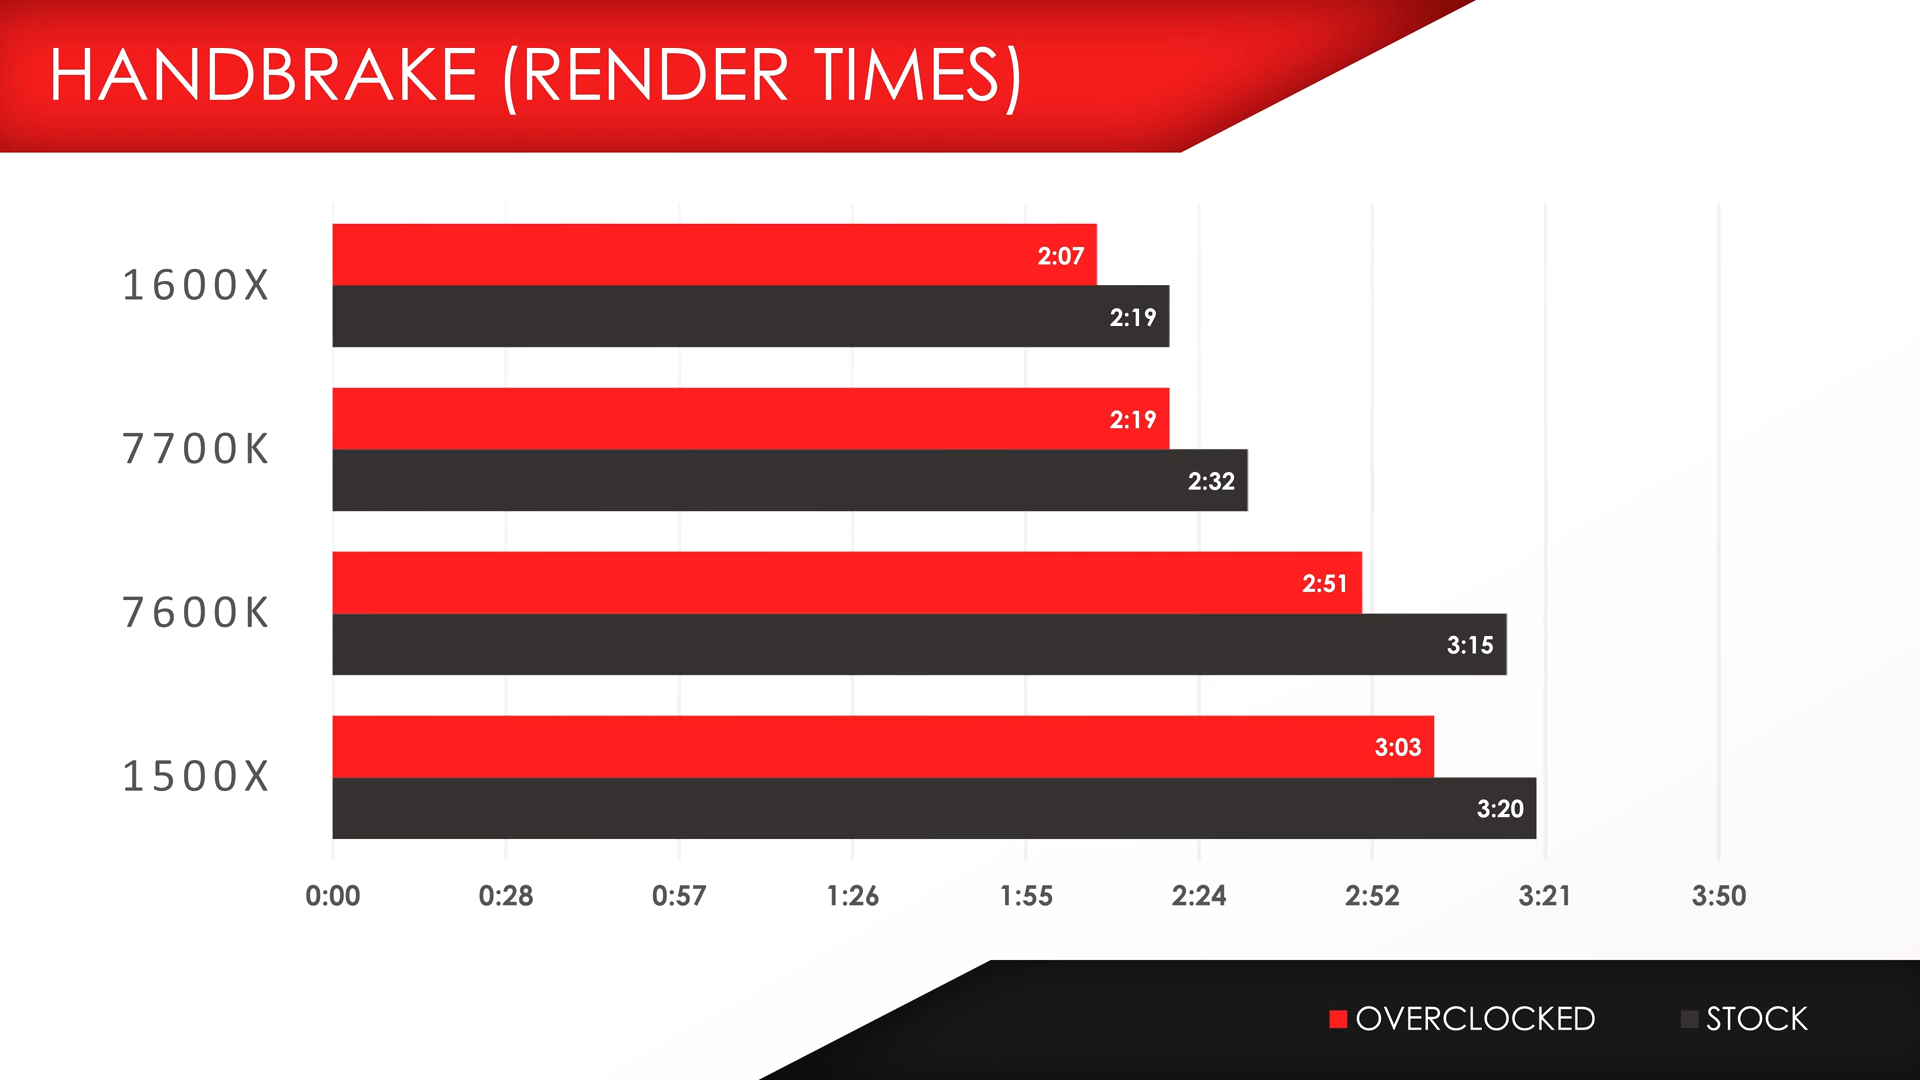 HANDBRAKE (RENDER TIMES)
1600X
2:07
2:19
7700K
2:19
2:32
7600K
2:51
3:15
1500X
3:03
3:20
0:00 0:28 0:57 1:26 1:55 2:24 2:52 3:21 3:50
OVERCLOCKED STOCK